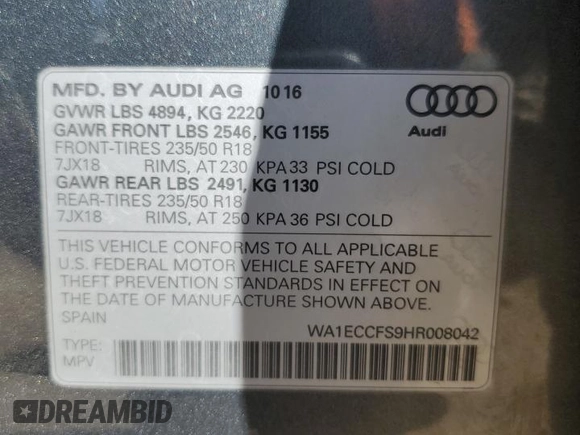 MFD. BY AUDI AG 10 16
GVWR LBS 4894, KG 2220
GAWR FRONT LBS 2546, KG 1155
FRONT-TIRES 235/50 R18
7JX18 RIMS, AT 230 KPA 33 PSI COLD
GAWR REAR LBS 2491, KG 1130
REAR-TIRES 235/50 R18
7JX18 RIMS, AT 250 KPA 36 PSI COLD
Audi
THIS VEHICLE CONFORMS TO ALL APPLICABLE
U.S. FEDERAL MOTOR VEHICLE SAFETY AND
THEFT PREVENTION STANDARDS IN EFFECT ON
THE DATE OF MANUFACTURE SHOWN ABOVE.
SPAIN
WA1ECCFS9HR008042
TYPE:
MPV
DREAMBID